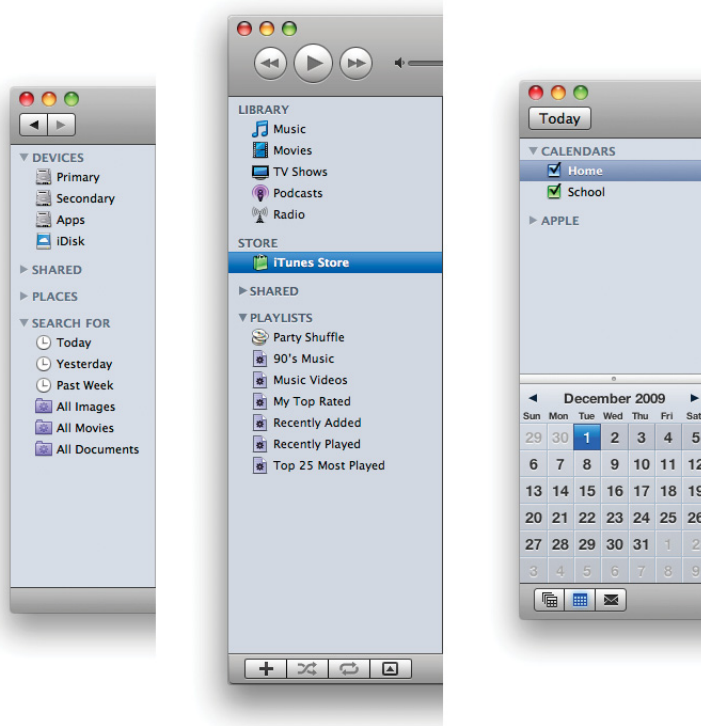 DEVICES
Primary
Secondary
Apps
iDisk
SHARED
PLACES
SEARCH FOR
Today
Yesterday
Past Week
All Images
All Movies
All Documents
LIBRARY
Music
Movies
TV Shows
Podcasts
Radio
STORE
iTunes Store
SHARED
PLAYLISTS
Party Shuffle
90's Music
Music Videos
My Top Rated
Recently Added
Recently Played
Top 25 Most Played
Today
CALENDARS
Home
School
APPLE
December 2009
Sun Mon Tue Wed Thu Fri Sat
29 30 1 2 3 4 5
6 7 8 9 10 11 12
13 14 15 16 17 18 19
20 21 22 23 24 25 26
27 28 29 30 31 1 2
3 4 5 6 7 8 9